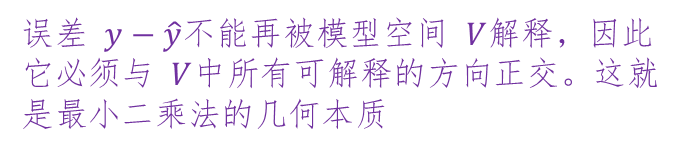 误差 y − ŷ不能再被模型空间 V解释，因此
它必须与 V中所有可解释的方向正交。这就
是最小二乘法的几何本质